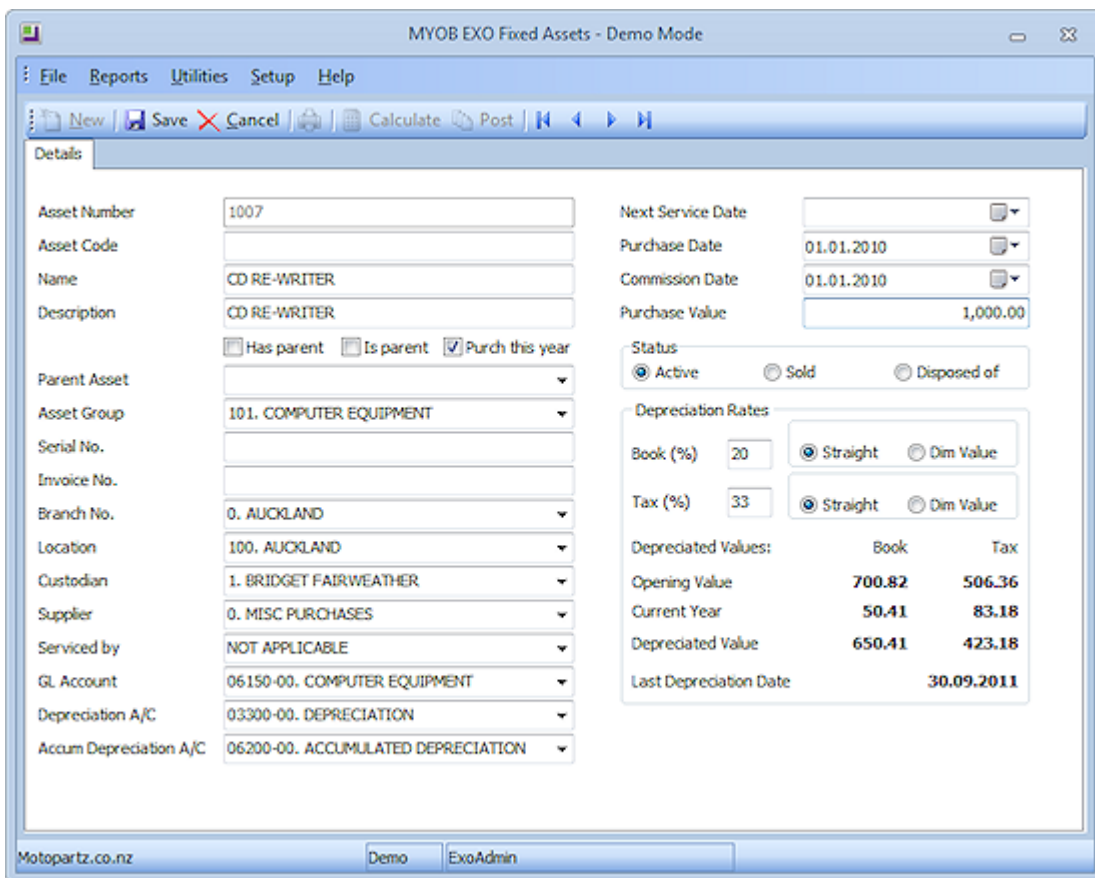 MYOB EXO Fixed Assets - Demo Mode
File Reports Utilities Setup Help
New Save Cancel Calculate Post
Details
Asset Number 1007
Asset Code
Name CD RE-WRITER
Description CD RE-WRITER
Has parent Is parent Purch this year
Parent Asset
Asset Group 101. COMPUTER EQUIPMENT
Serial No.
Invoice No.
Branch No. 0. AUCKLAND
Location 100. AUCKLAND
Custodian 1. BRIDGET FAIRWEATHER
Supplier 0. MISC PURCHASES
Serviced by NOT APPLICABLE
GL Account 06150-00. COMPUTER EQUIPMENT
Depreciation A/C 03300-00. DEPRECIATION
Accum Depreciation A/C 06200-00. ACCUMULATED DEPRECIATION
Next Service Date
Purchase Date 01.01.2010
Commission Date 01.01.2010
Purchase Value 1,000.00
Status
Active Sold Disposed of
Depreciation Rates
Book (%) 20 Straight Dim Value
Tax (%) 33 Straight Dim Value
Depreciated Values: Book Tax
Opening Value 700.82 506.36
Current Year 50.41 83.18
Depreciated Value 650.41 423.18
Last Depreciation Date 30.09.2011
Motopartz.co.nz Demo ExoAdmin